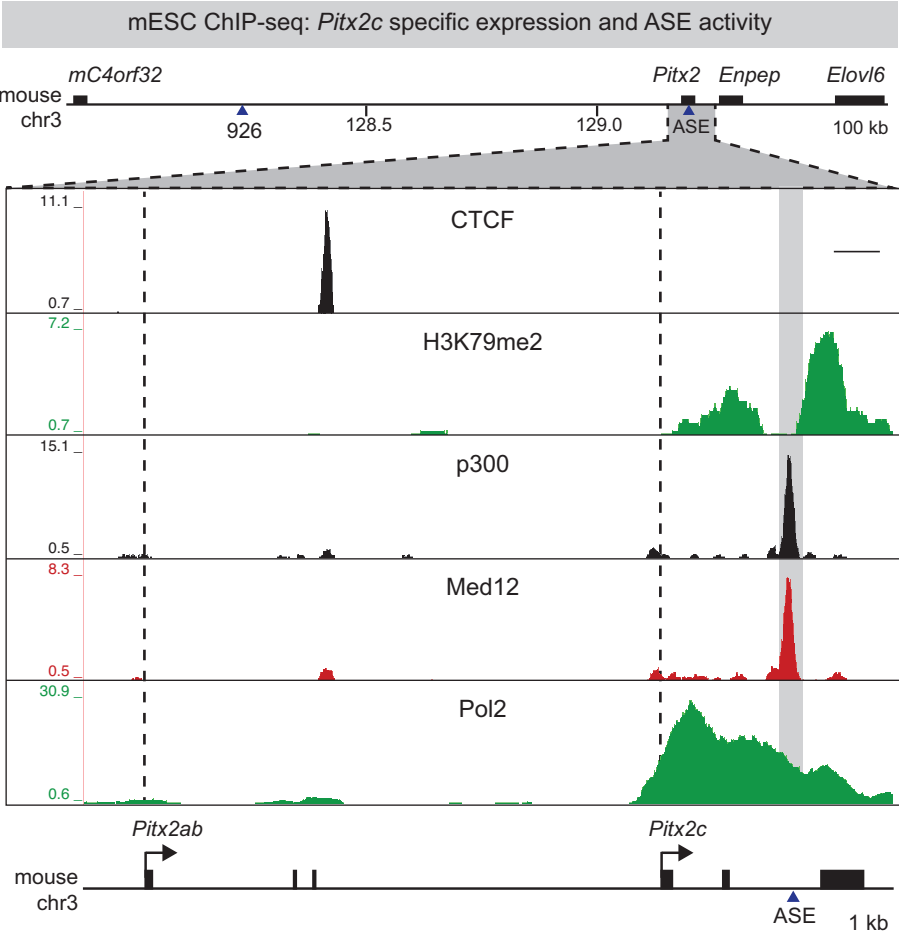 mESC ChIP-seq: Pitx2c specific expression and ASE activity
mC4orf32 Pitx2 Enpep Elovl6
mouse
chr3
926 128.5 129.0 ASE 100 kb
11.1
CTCF
0.7
7.2
H3K79me2
0.7
15.1
p300
0.5
8.3
Med12
0.5
30.9
Pol2
0.6
Pitx2ab Pitx2c
mouse
chr3
ASE 1 kb